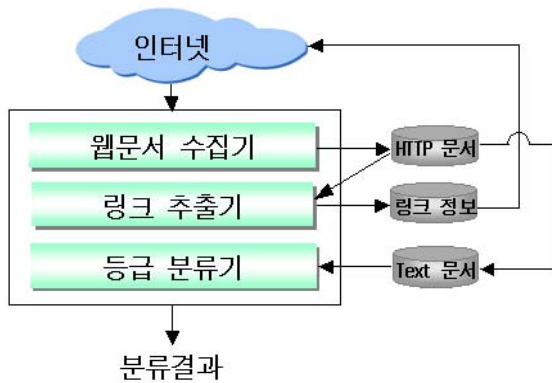 인터넷
웹문서 수집기
HTTP 문서
링크 추출기
링크 정보
등급 분류기
Text 문서
분류결과